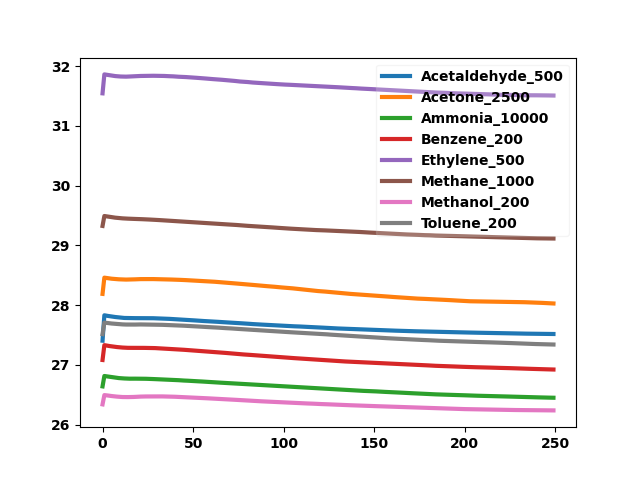 32
31
30
29
28
27
26
0 50 100 150 200 250
Acetaldehyde_500
Acetone_2500
Ammonia_10000
Benzene_200
Ethylene_500
Methane_1000
Methanol_200
Toluene_200